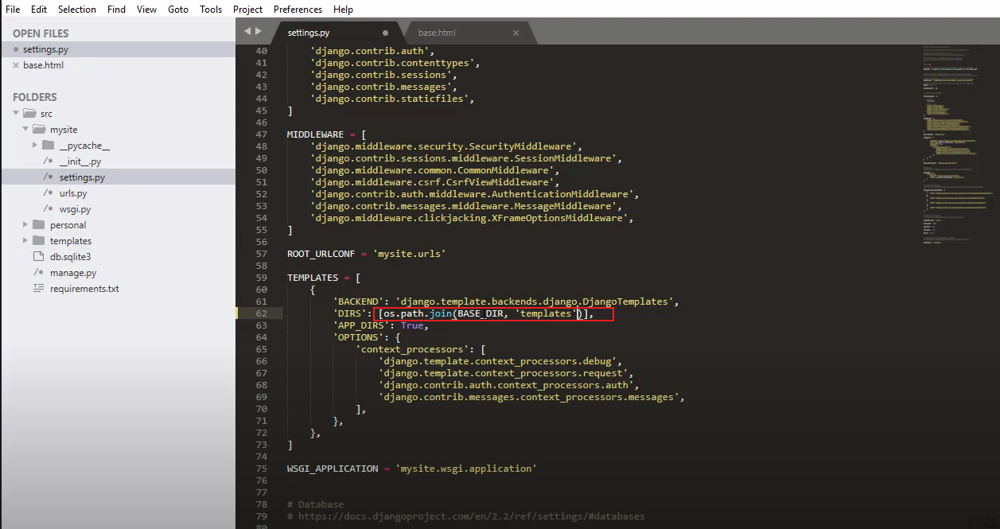 File Edit Selection Find View Goto Tools Project Preferences Help
OPEN FILES
settings.py
base.html
FOLDERS
src
mysite
__pycache__
/* __init__.py
/* settings.py
/* urls.py
/* wsgi.py
personal
templates
db.sqlite3
/* manage.py
requirements.txt
settings.py base.html
40 'django.contrib.auth',
41 'django.contrib.contenttypes',
42 'django.contrib.sessions',
43 'django.contrib.messages',
44 'django.contrib.staticfiles',
45 ]
46
47 MIDDLEWARE = [
48 'django.middleware.security.SecurityMiddleware',
49 'django.contrib.sessions.middleware.SessionMiddleware',
50 'django.middleware.common.CommonMiddleware',
51 'django.middleware.csrf.CsrfViewMiddleware',
52 'django.contrib.auth.middleware.AuthenticationMiddleware',
53 'django.contrib.messages.middleware.MessageMiddleware',
54 'django.middleware.clickjacking.XFrameOptionsMiddleware',
55 ]
56
57 ROOT_URLCONF = 'mysite.urls'
58
59 TEMPLATES = [
60 {
61 'BACKEND': 'django.template.backends.django.DjangoTemplates',
62 'DIRS': [os.path.join(BASE_DIR, 'templates')],
63 'APP_DIRS': True,
64 'OPTIONS': {
65 'context_processors': [
66 'django.template.context_processors.debug',
67 'django.template.context_processors.request',
68 'django.contrib.auth.context_processors.auth',
69 'django.contrib.messages.context_processors.messages',
70 ],
71 },
72 },
73 ]
74
75 WSGI_APPLICATION = 'mysite.wsgi.application'
76
77
78 # Database
79 # https://docs.djangoproject.com/en/2.2/ref/settings/#databases
80